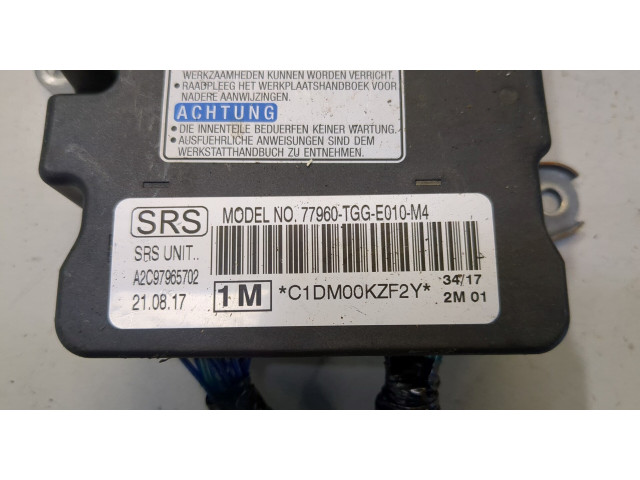 WERKZAAMHEDEN KUNNEN WORDEN VERRICHT.
• RAADPLEEG HET WERKPLAATSHANDBOEK VOOR
NADERE AANWIJZINGEN.
ACHTUNG
• DIE INNENTEILE BEDUERFEN KEINER WARTUNG.
• AUSFUEHRLICHE ANWEISUNGEN SIND DEM
WERKSTATTHANDBUCH ZU ENTNEHMEN.
SRS MODEL NO. 77960-TGG-E010-M4
SRS UNIT..
A2C97965702
21.08.17
1M
*C1DM00KZF2Y*
34/17
2M 01